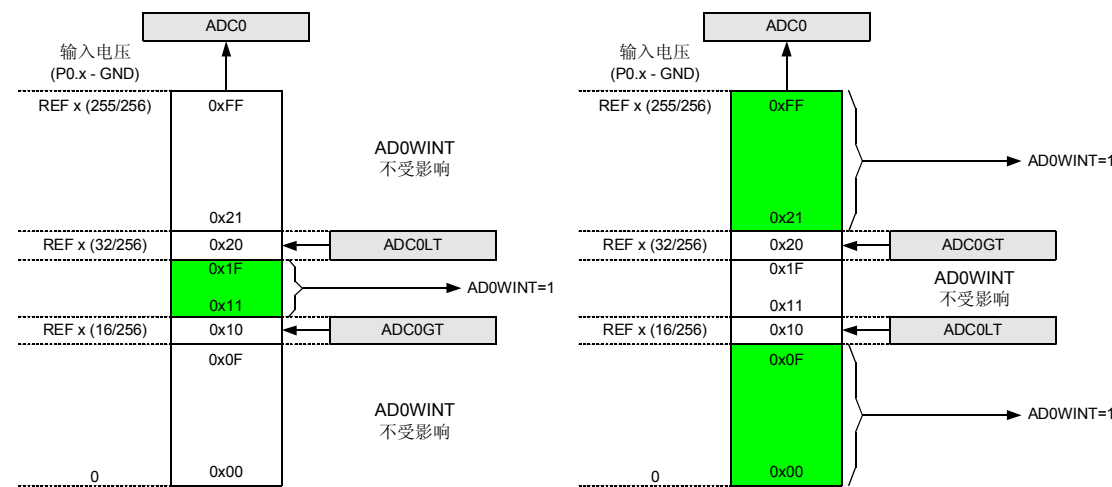 ADC0
输入电压
(P0.x - GND)
REF x (255/256)
0xFF
AD0WINT
不受影响
0x21
REF x (32/256)
0x20
ADC0LT
0x1F
AD0WINT=1
0x11
REF x (16/256)
0x10
ADC0GT
0x0F
AD0WINT
不受影响
0
0x00
ADC0
输入电压
(P0.x - GND)
REF x (255/256)
0xFF
AD0WINT=1
0x21
REF x (32/256)
0x20
ADC0GT
0x1F
AD0WINT
不受影响
0x11
REF x (16/256)
0x10
ADC0LT
0x0F
AD0WINT=1
0
0x00